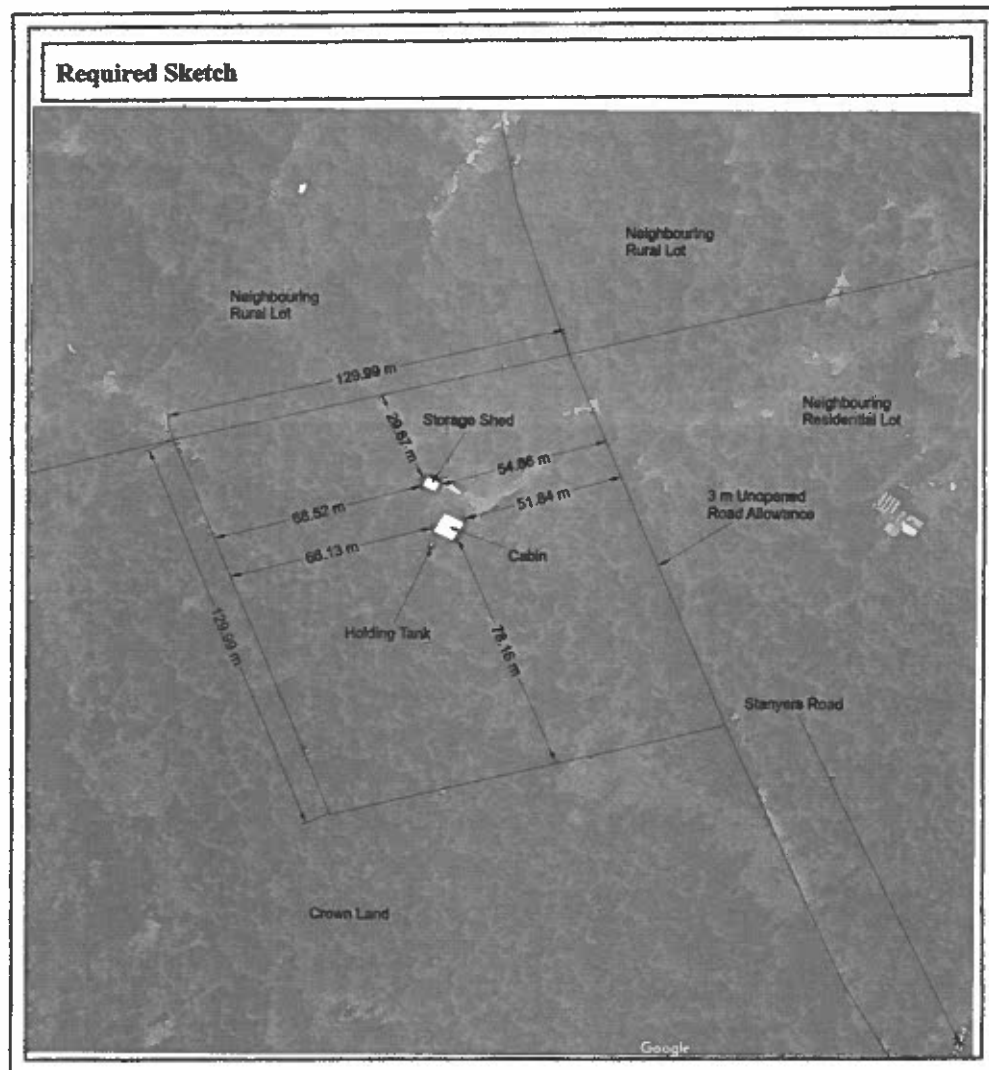 Required Sketch
Neighbouring
Rural Lot
Neighbouring
Rural Lot
129.99 m
Neighbouring
Residential Lot
Storage Shed
29.87 m
54.86 m
68.52 m
51.84 m
3 m Unopened
Road Allowance
66.13 m
Cabin
129.99 m
Holding Tank
78.16 m
Stanyers Road
Crown Land
Google